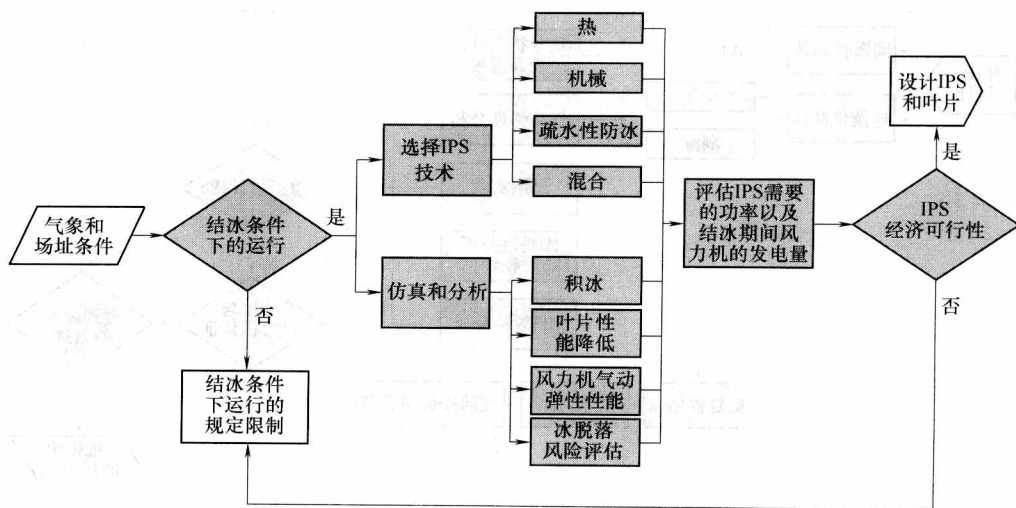 气象和
场址条件
结冰条件
下的运行
是
否
结冰条件
下运行的
规定限制
选择IPS
技术
仿真和分析
热
机械
疏水性防冰
混合
积冰
叶片性
能降低
风力机气动
弹性性能
冰脱落
风险评估
评估IPS需要
的功率以及
结冰期间风
力机的发电量
IPS
经济可行性
是
设计IPS
和叶片
否